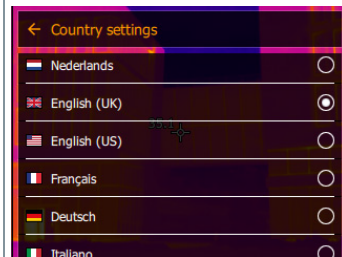 ← Country settings
Nederlands
English (UK)
English (US)
Français
Deutsch
Italiano